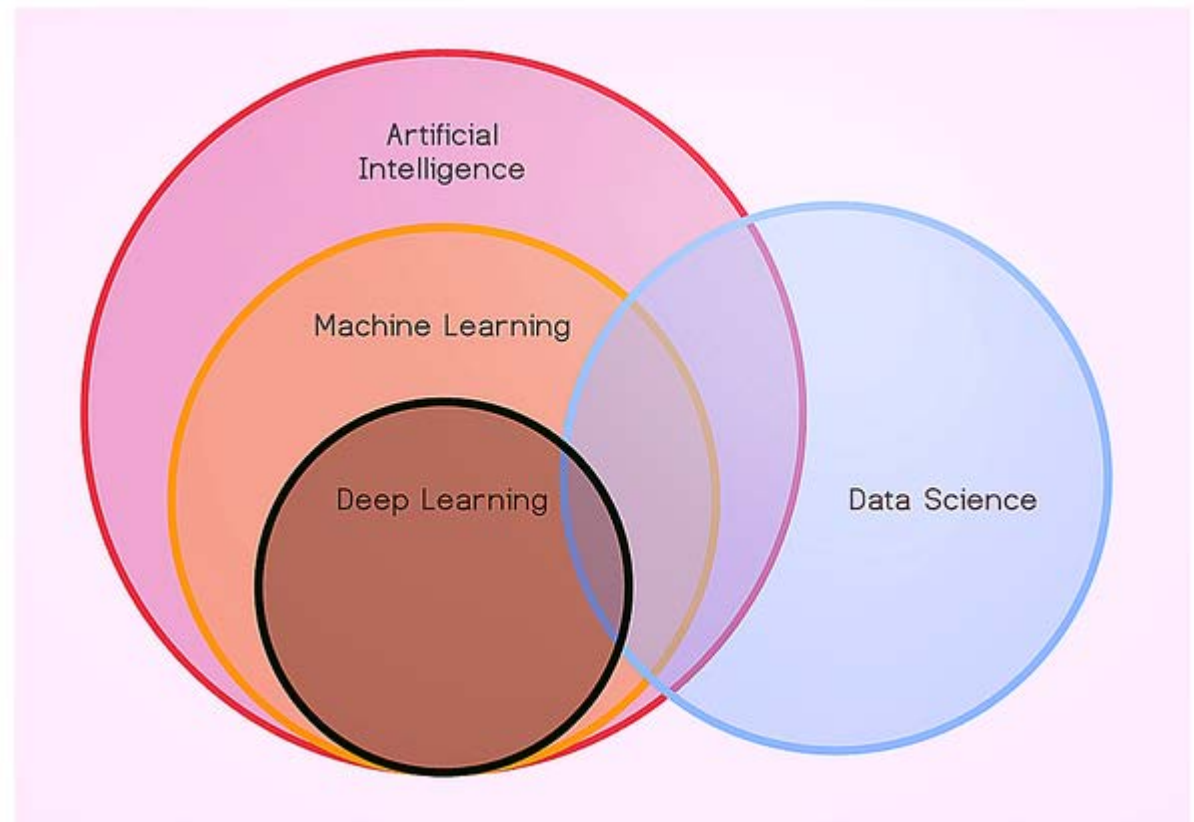 Artificial
Intelligence
Machine Learning
Deep Learning
Data Science